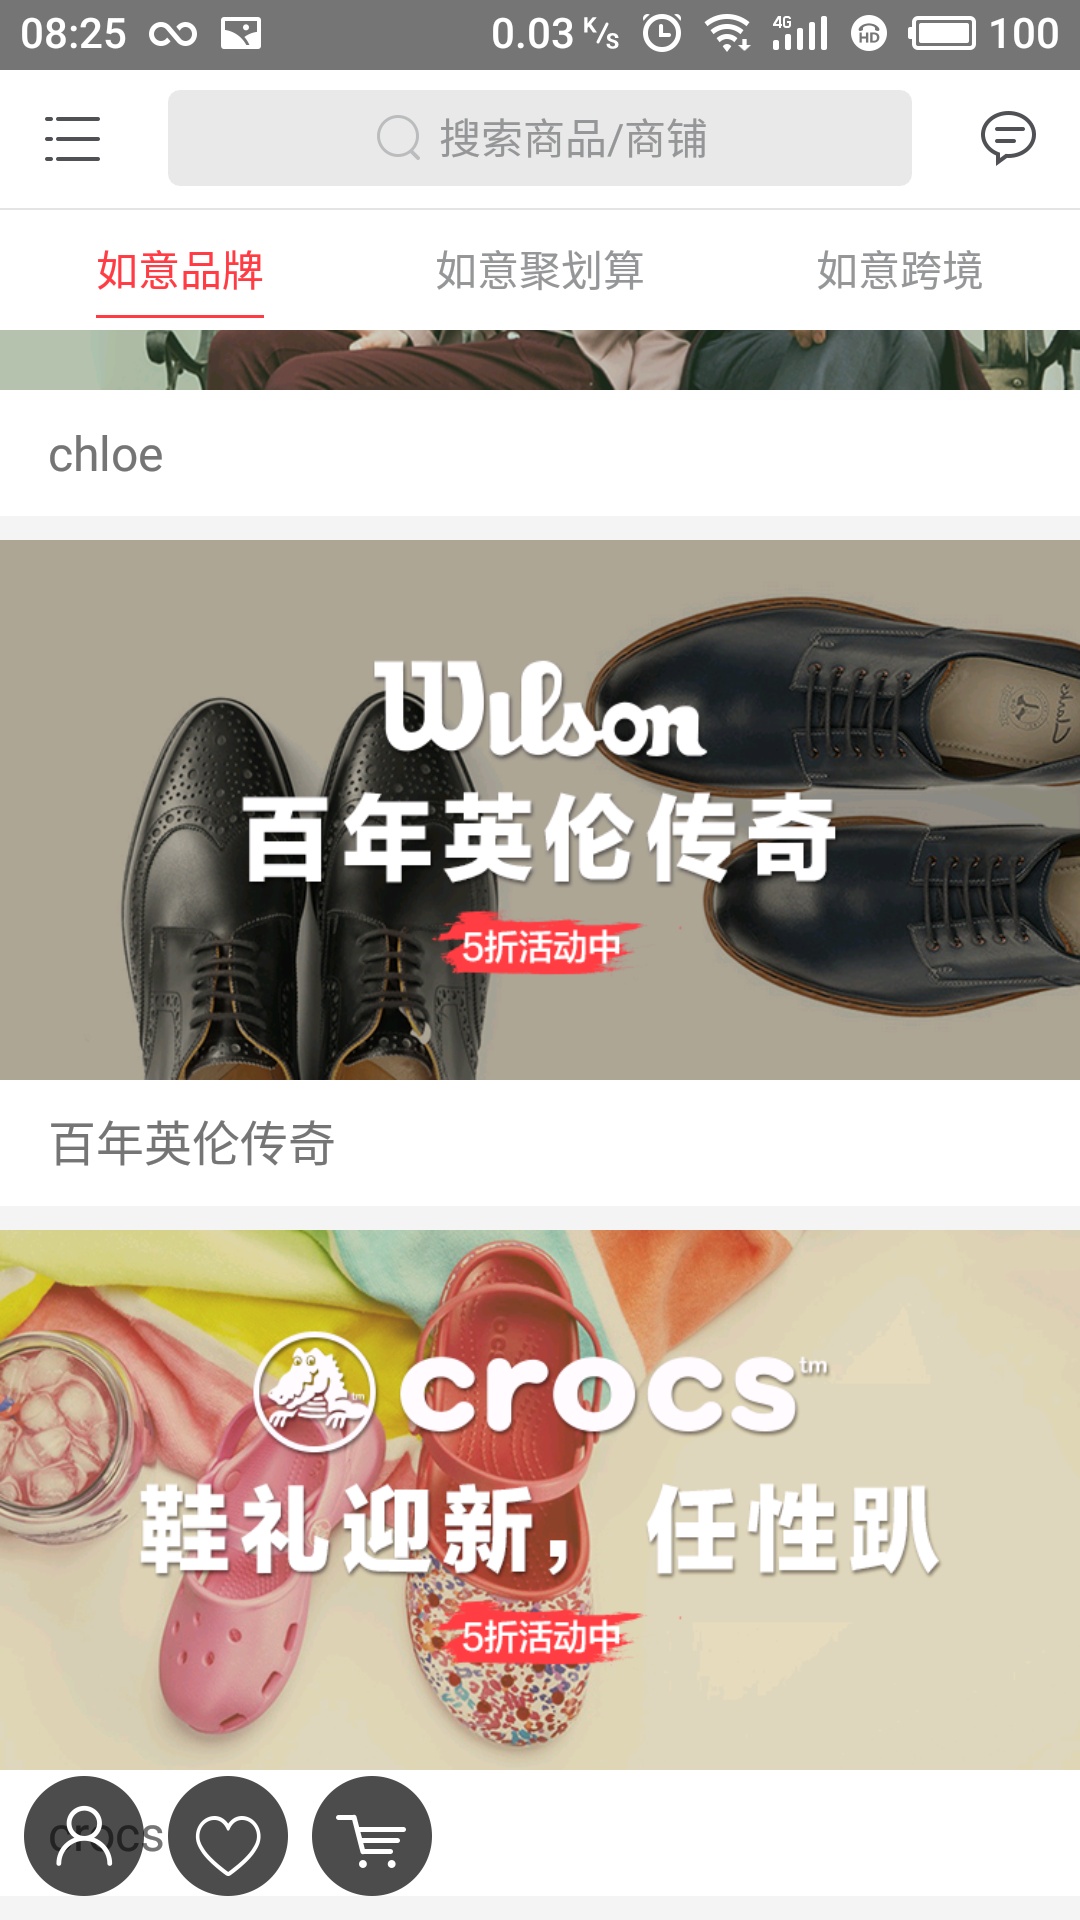 08:25 0.03 K/s 4G HD 100
搜索商品/商铺
如意品牌 如意聚划算 如意跨境
chloe
Wilson
百年英伦传奇
5折活动中
百年英伦传奇
crocs™
鞋礼迎新，任性趴
5折活动中
crocs